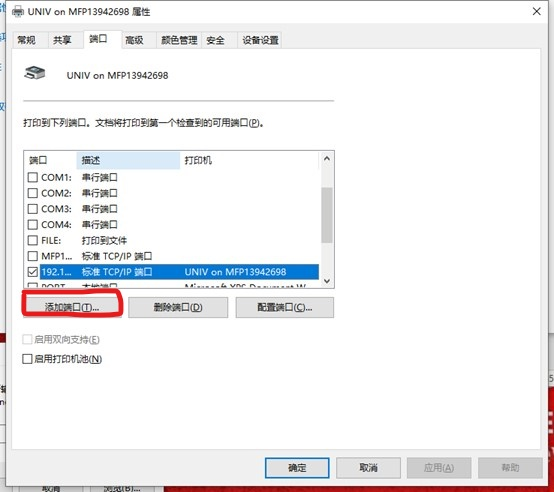 UNIV on MFP13942698 属性
常规 共享 端口 高级 颜色管理 安全 设备设置
UNIV on MFP13942698
打印到下列端口。文档将打印到第一个检查到的可用端口(P)。
端口 描述 打印机
COM1: 串行端口
COM2: 串行端口
COM3: 串行端口
COM4: 串行端口
FILE: 打印到文件
MFP1... 标准 TCP/IP 端口
192.1... 标准 TCP/IP 端口 UNIV on MFP13942698
PORT... 本地端口 Microsoft XPS Document W...
添加端口(T)... 删除端口(D) 配置端口(C)...
启用双向支持(E)
启用打印机池(N)
确定 取消 应用(A) 帮助
取消 浏览(B)...